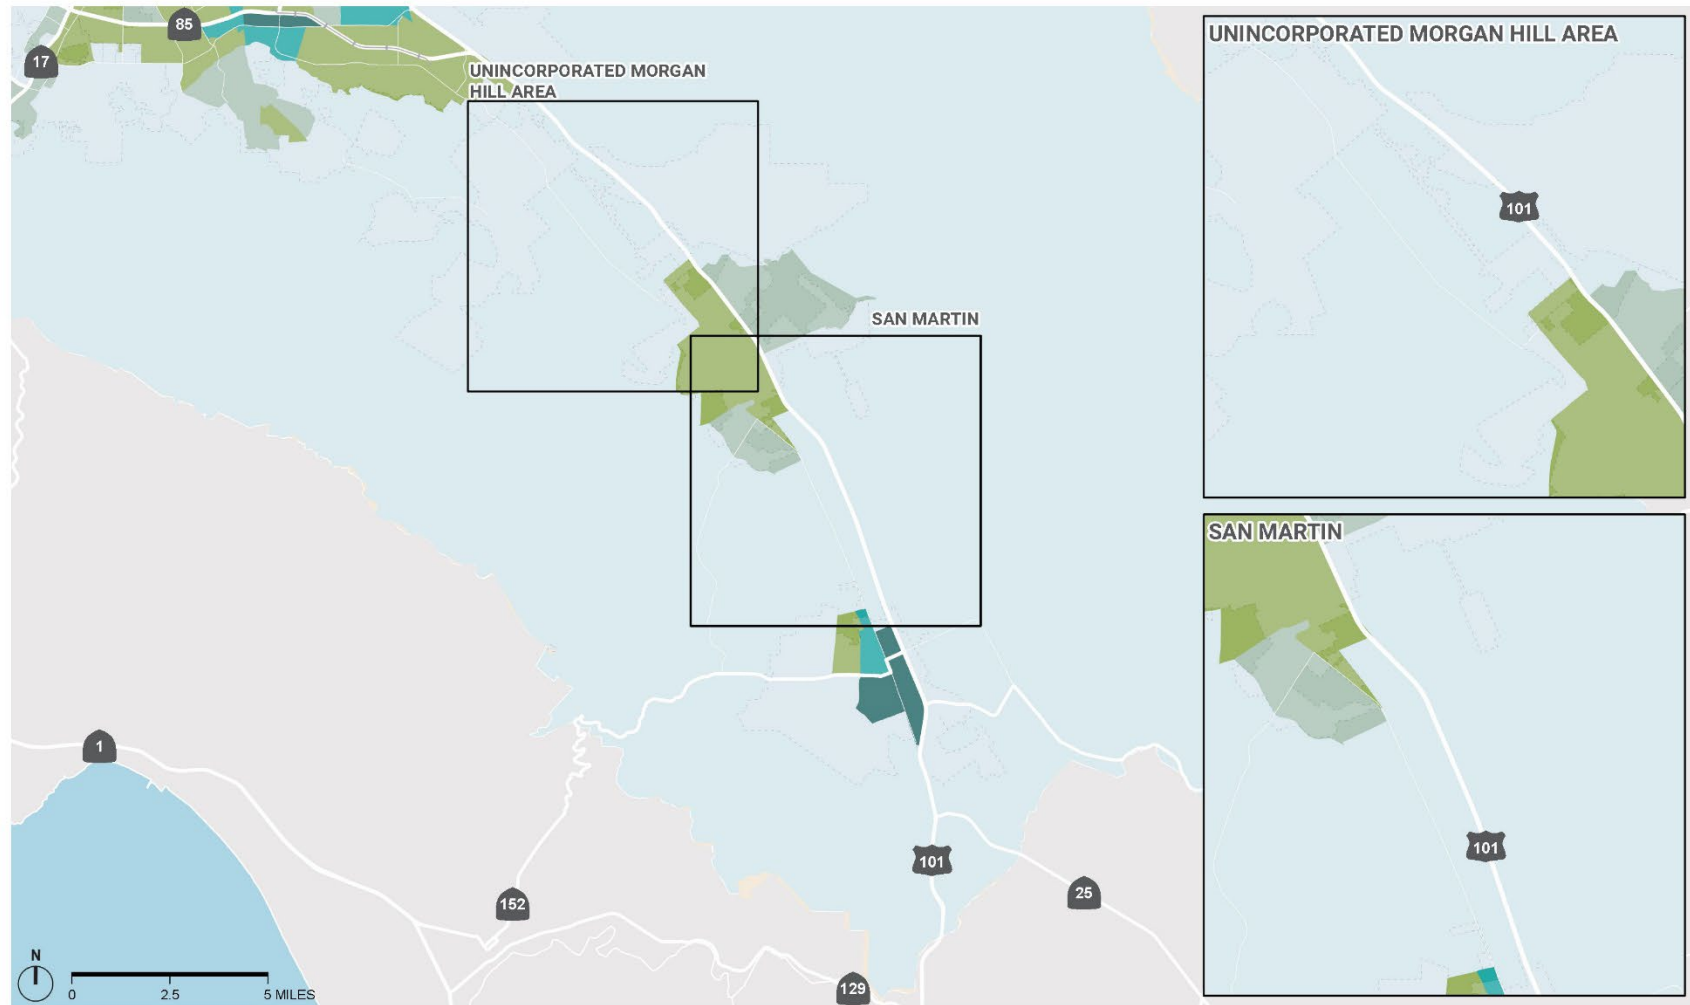 85
17
UNINCORPORATED MORGAN
HILL AREA
SAN MARTIN
1
152
101
25
129
N
0 2.5 5 MILES
UNINCORPORATED MORGAN HILL AREA
101
SAN MARTIN
101